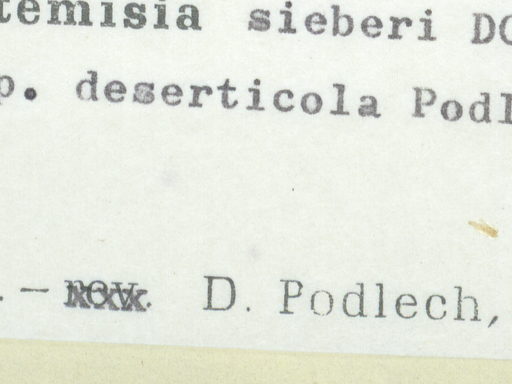 temisia sieberi DC
p. deserticola Podl
. — D. Podlech,